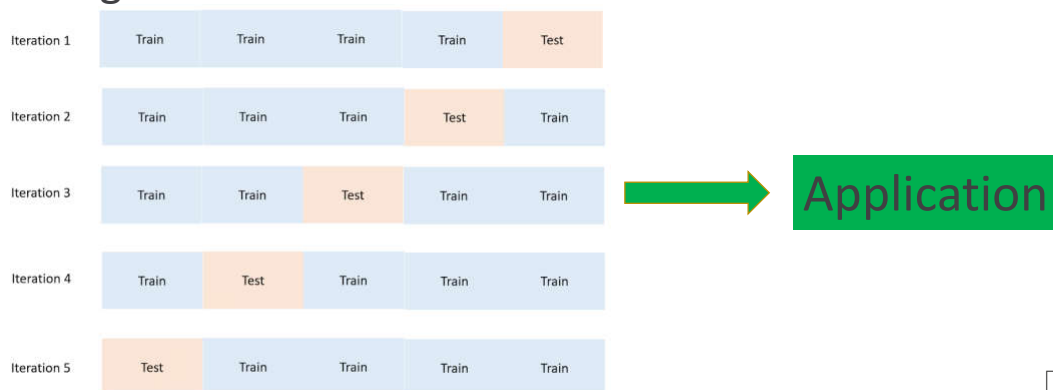 Iteration 1 Train Train Train Train Test
Iteration 2 Train Train Train Test Train
Iteration 3 Train Train Test Train Train
Application
Iteration 4 Train Test Train Train Train
Iteration 5 Test Train Train Train Train